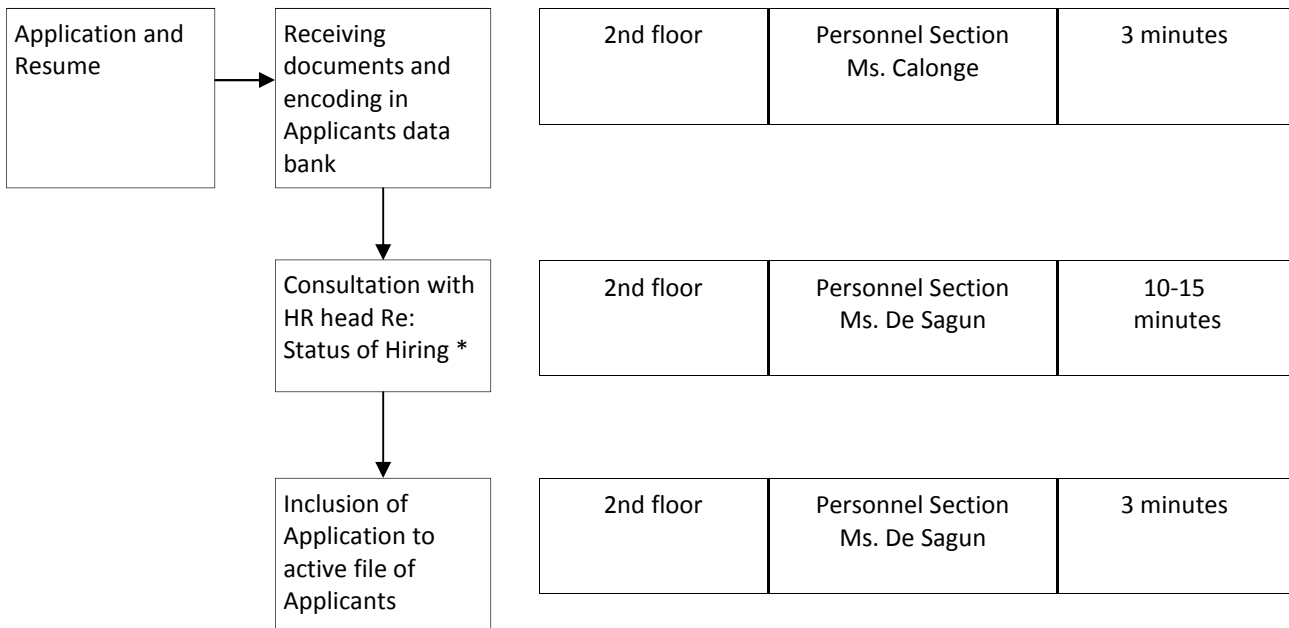 Application and
Resume
Receiving
documents and
encoding in
Applicants data
bank
2nd floor
Personnel Section
Ms. Calonge
3 minutes
Consultation with
HR head Re:
Status of Hiring *
2nd floor
Personnel Section
Ms. De Sagun
10-15
minutes
Inclusion of
Application to
active file of
Applicants
2nd floor
Personnel Section
Ms. De Sagun
3 minutes